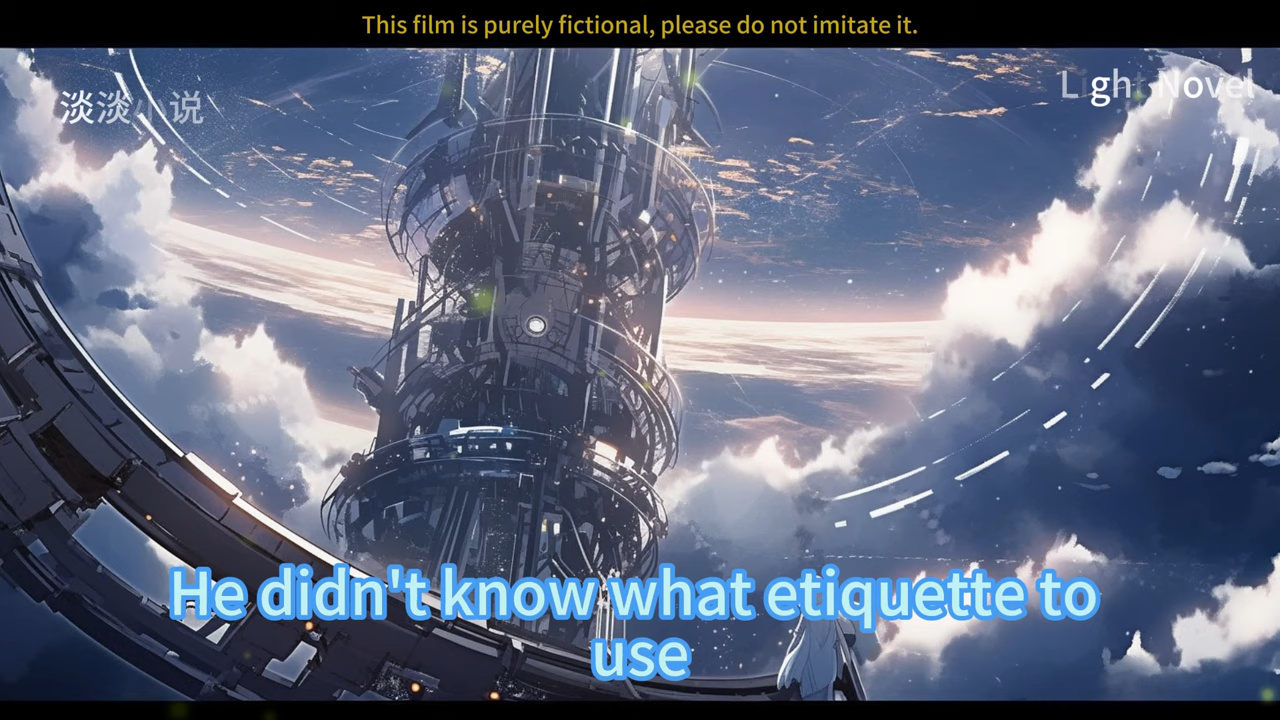 This film is purely fictional, please do not imitate it.
淡淡小说
Light Novel
He didn't know what etiquette to
use